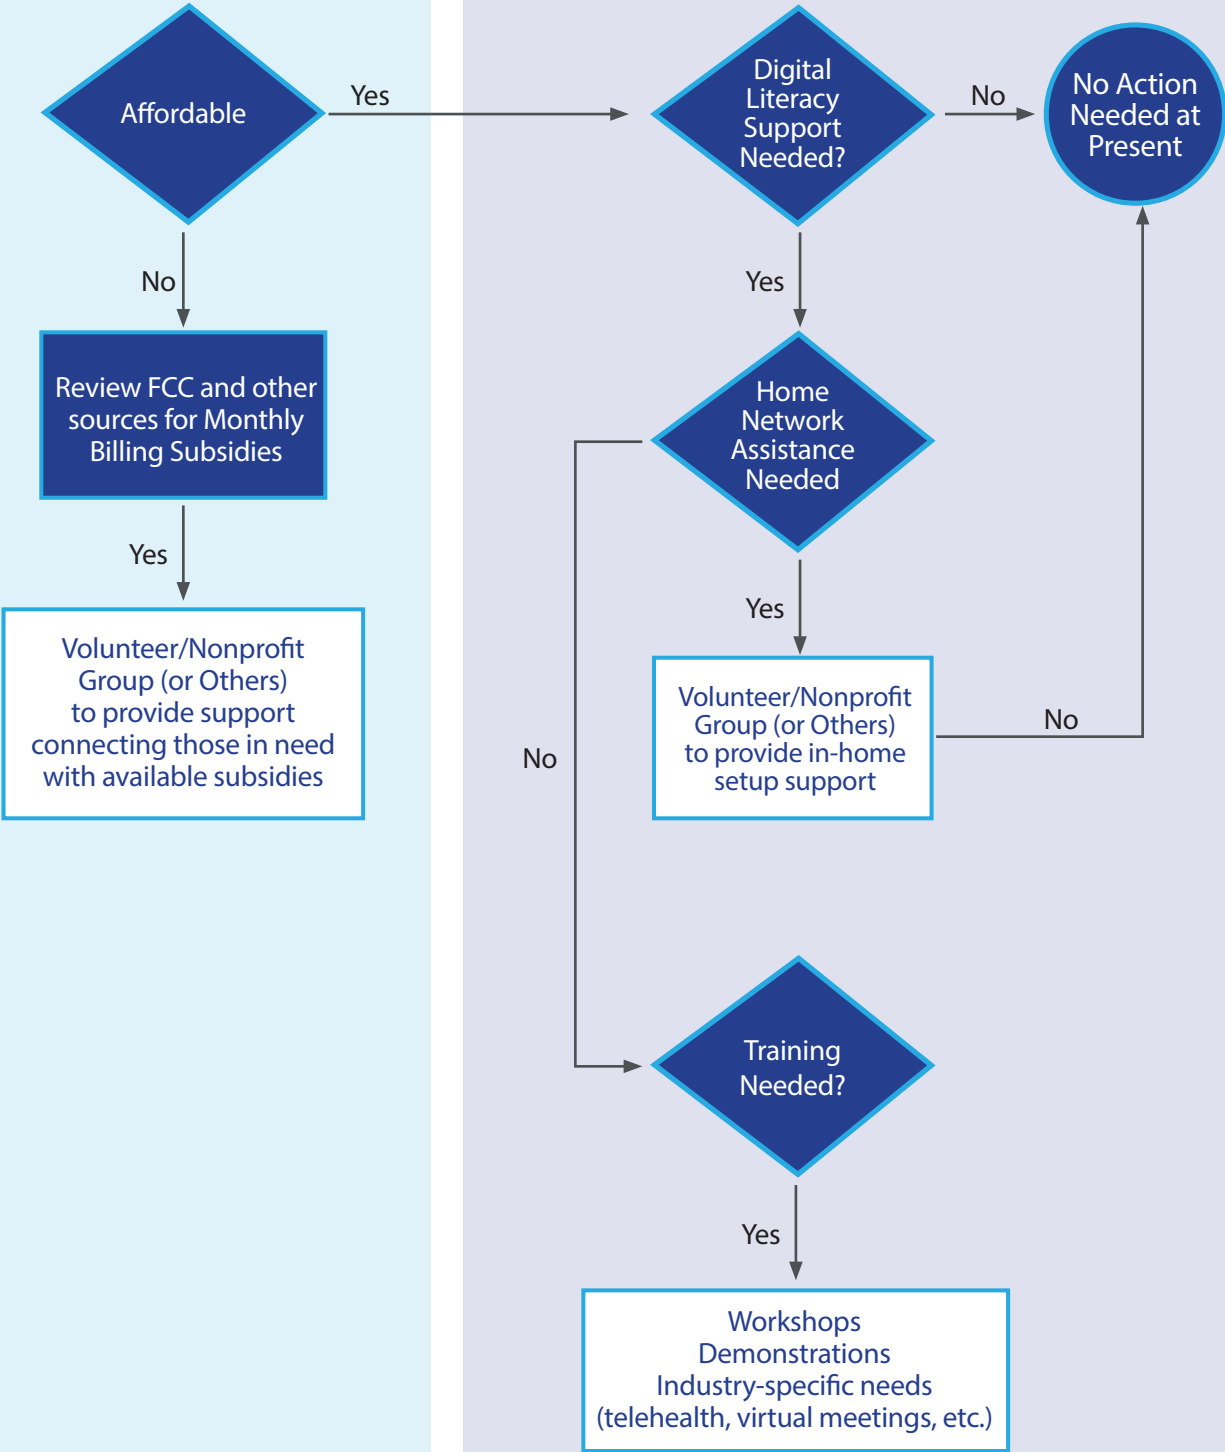 Affordable
Yes
Digital
Literacy
Support
Needed?
No
No Action
Needed at
Present
No
Yes
Review FCC and other
sources for Monthly
Billing Subsidies
Home
Network
Assistance
Needed
Yes
Yes
Volunteer/Nonprofit
Group (or Others)
to provide support
connecting those in need
with available subsidies
Volunteer/Nonprofit
Group (or Others)
to provide in-home
setup support
No
No
Training
Needed?
Yes
Workshops
Demonstrations
Industry-specific needs
(telehealth, virtual meetings, etc.)